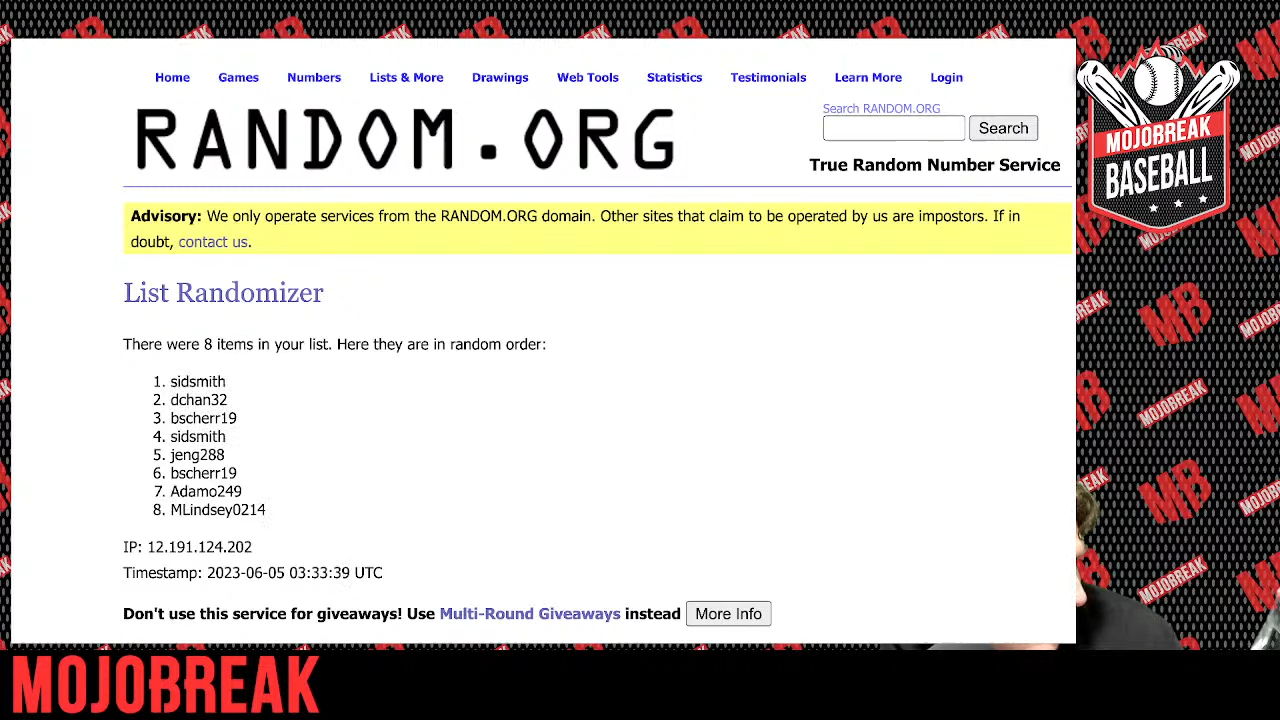 Home Games Numbers Lists & More Drawings Web Tools Statistics Testimonials Learn More Login
RANDOM.ORG
Search RANDOM.ORG
Search
True Random Number Service
Advisory: We only operate services from the RANDOM.ORG domain. Other sites that claim to be operated by us are impostors. If in
doubt, contact us.
List Randomizer
There were 8 items in your list. Here they are in random order:
1. sidsmith
2. dchan32
3. bscherr19
4. sidsmith
5. jeng288
6. bscherr19
7. Adamo249
8. MLindsey0214
IP: 12.191.124.202
Timestamp: 2023-06-05 03:33:39 UTC
Don't use this service for giveaways! Use Multi-Round Giveaways instead More Info
MOJOBREAK
BASEBALL
MB
MOJOBREAK
MB
MOJOBREAK
MOJOBREAK